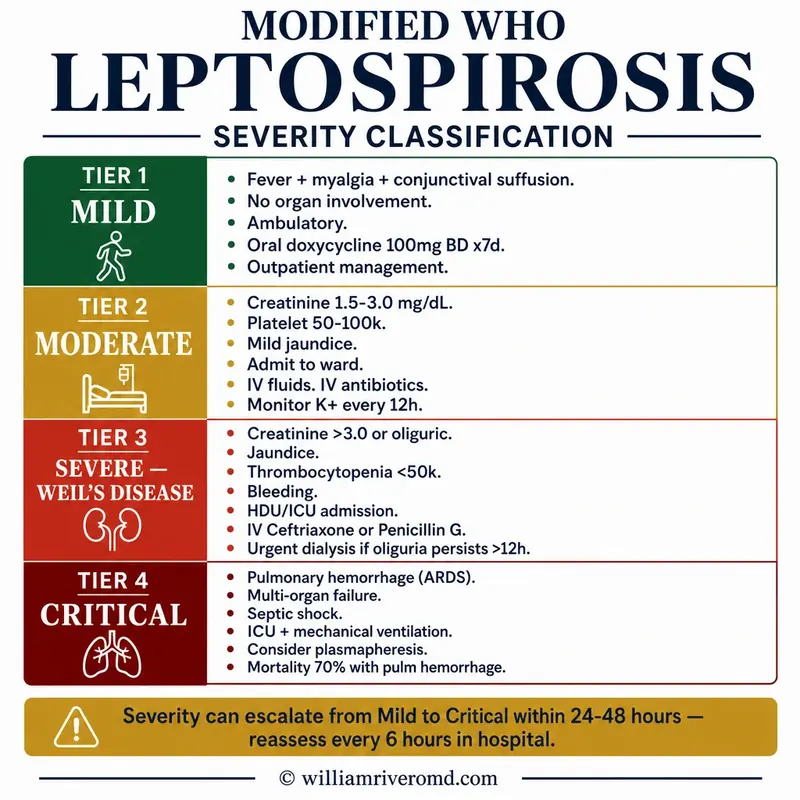 MODIFIED WHO
LEPTOSPIROSIS
SEVERITY CLASSIFICATION
TIER 1
MILD
• Fever + myalgia + conjunctival suffusion.
• No organ involvement.
• Ambulatory.
• Oral doxycycline 100mg BD x7d.
• Outpatient management.
TIER 2
MODERATE
• Creatinine 1.5-3.0 mg/dL.
• Platelet 50-100k.
• Mild jaundice.
• Admit to ward.
• IV fluids. IV antibiotics.
• Monitor K+ every 12h.
TIER 3
SEVERE —
WEIL'S DISEASE
• Creatinine >3.0 or oliguric.
• Jaundice.
• Thrombocytopenia <50k.
• Bleeding.
• HDU/ICU admission.
• IV Ceftriaxone or Penicillin G.
• Urgent dialysis if oliguria persists >12h.
TIER 4
CRITICAL
• Pulmonary hemorrhage (ARDS).
• Multi-organ failure.
• Septic shock.
• ICU + mechanical ventilation.
• Consider plasmapheresis.
• Mortality 70% with pulm hemorrhage.
Severity can escalate from Mild to Critical within 24-48 hours —
reassess every 6 hours in hospital.
© williamriveromd.com